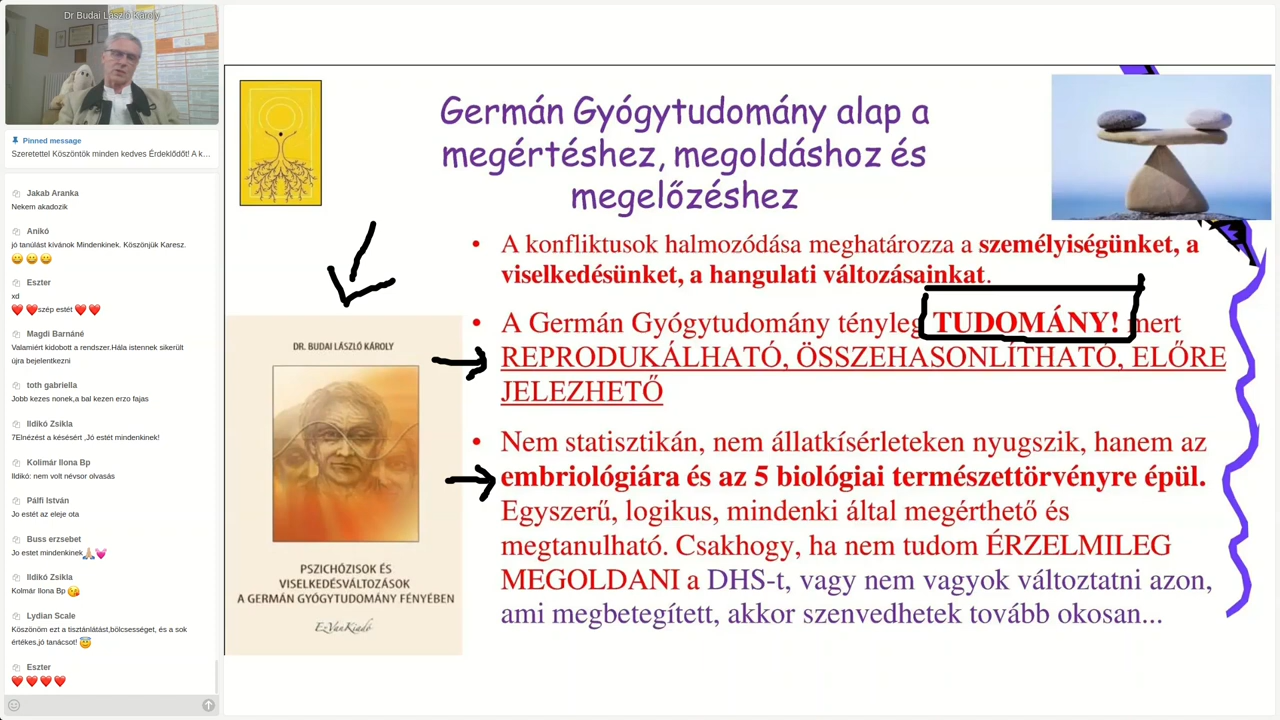 Dr Budai László Károly
Pinned message
Szeretettel Köszöntök minden kedves Érdeklődőt! A k...
Jakab Aranka
Nekem akadozik
Anikó
jó tanulást kívánok Mindenkinek. Köszönjük Karesz.
Eszter
xd
szép estét
Magdi Barnáné
Valamiért kidobott a rendszer.Hála istennek sikerült
újra bejelentkezni
toth gabriella
Jobb kezes nonek,a bal kezen erzo fajas
Ildikó Zsikla
7Elnézést a késésért ,Jó estét mindenkinek!
Kolimár Ilona Bp
Ildikó: nem volt névsor olvasás
Pálfi István
Jo estét az eleje ota
Buss erzsebet
Jo estet mindenkinek
Ildikó Zsikla
Kolmár Ilona Bp
Lydian Scale
Köszönöm ezt a tisztánlátást,bölcsességet, és a sok
értékes,jó tanácsot!
Eszter
Germán Gyógytudomány alap a
megértéshez, megoldáshoz és
megelőzéshez
• A konfliktusok halmozódása meghatározza a személyiségünket, a
viselkedésünket, a hangulati változásainkat.
• A Germán Gyógytudomány tényleg TUDOMÁNY! mert
REPRODUKÁLHATÓ, ÖSSZEHASONLÍTHATÓ, ELŐRE
JELEZHETŐ
• Nem statisztikán, nem állatkísérleteken nyugszik, hanem az
embriológiára és az 5 biológiai természettörvényre épül.
Egyszerű, logikus, mindenki által megérthető és
megtanulható. Csakhogy, ha nem tudom ÉRZELMILEG
MEGOLDANI a DHS-t, vagy nem vagyok változtatni azon,
ami megbetegített, akkor szenvedhetek tovább okosan...
DR. BUDAI LÁSZLÓ KÁROLY
PSZICHÓZISOK ÉS
VISELKEDÉSVÁLTOZÁSOK
A GERMÁN GYÓGYTUDOMÁNY FÉNYÉBEN
EzVanKiadó